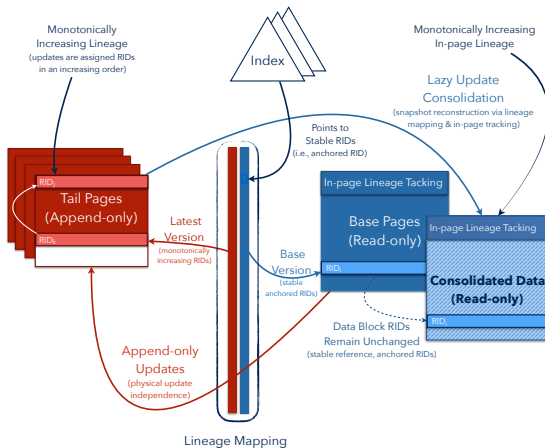 Monotonically
Increasing Lineage
(updates are assigned RIDs
in an increasing order)
Index
Monotonically Increasing
In-page Lineage
Lazy Update
Consolidation
(snapshot reconstruction via lineage
mapping & in-page tracking)
Points to
Stable RIDs
(i.e., anchored RID)
RIDj
Tail Pages
(Append-only)
RIDk
Latest
Version
(monotonically
increasing RIDs)
Base
Version
(stable
anchored RIDs)
In-page Lineage Tacking
Base Pages
(Read-only)
RIDi
In-page Lineage Tacking
Consolidated Data
(Read-only)
RIDi
Data Block RIDs
Remain Unchanged
(stable reference, anchored RIDs)
Append-only
Updates
(physical update
independence)
Lineage Mapping